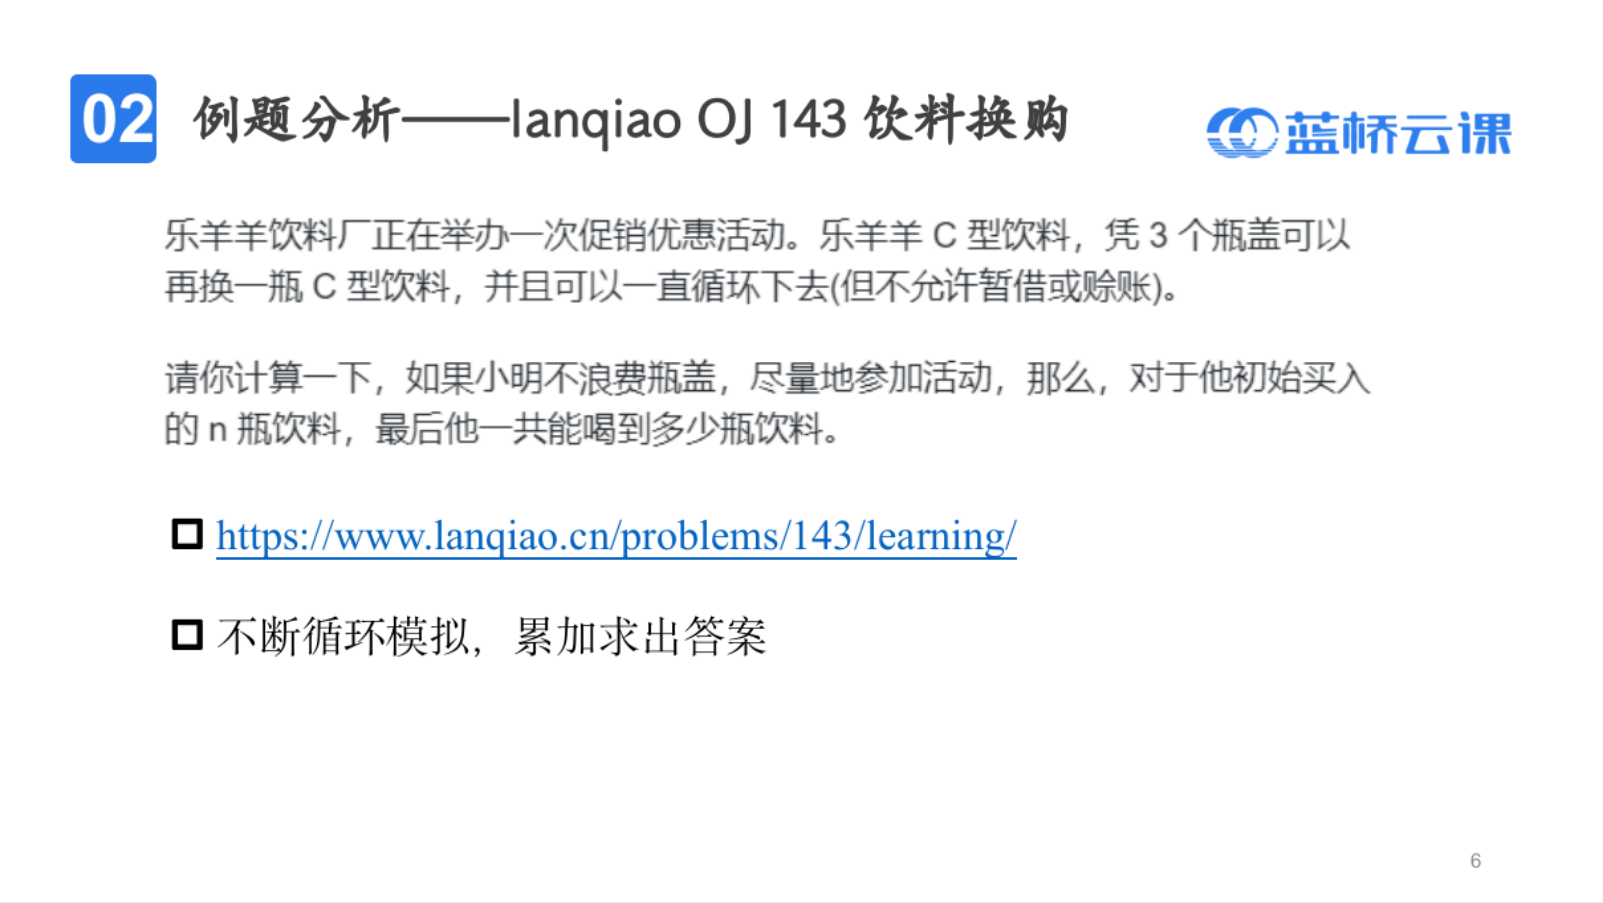 02
例题分析——lanqiao OJ 143 饮料换购
蓝桥云课
乐羊羊饮料厂正在举办一次促销优惠活动。乐羊羊 C 型饮料，凭 3 个瓶盖可以
再换一瓶 C 型饮料，并且可以一直循环下去(但不允许暂借或赊账)。
请你计算一下，如果小明不浪费瓶盖，尽量地参加活动，那么，对于他初始买入
的 n 瓶饮料，最后他一共能喝到多少瓶饮料。
https://www.lanqiao.cn/problems/143/learning/
不断循环模拟，累加求出答案
6